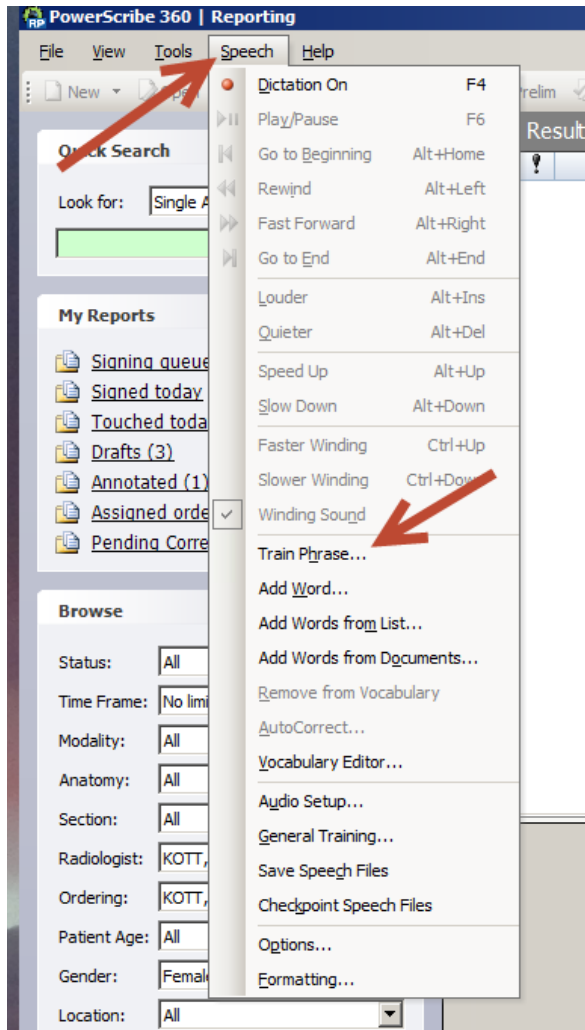 PowerScribe 360 | Reporting
File View Tools Speech Help
New
Dictation On F4
Play/Pause F6
Go to Beginning Alt+Home
Rewind Alt+Left
Fast Forward Alt+Right
Go to End Alt+End
Louder Alt+Ins
Quieter Alt+Del
Speed Up Alt+Up
Slow Down Alt+Down
Faster Winding Ctrl+Up
Slower Winding Ctrl+Down
Winding Sound
Train Phrase...
Add Word...
Add Words from List...
Add Words from Documents...
Remove from Vocabulary
AutoCorrect...
Vocabulary Editor...
Audio Setup...
General Training...
Save Speech Files
Checkpoint Speech Files
Options...
Formatting...
Quick Search
Look for: Single A
My Reports
Signing queue
Signed today
Touched toda
Drafts (3)
Annotated (1)
Assigned orde
Pending Corre
Browse
Status: All
Time Frame: No limi
Modality: All
Anatomy: All
Section: All
Radiologist: KOTT,
Ordering: KOTT,
Patient Age: All
Gender: Femal
Location: All
relim
Result
!